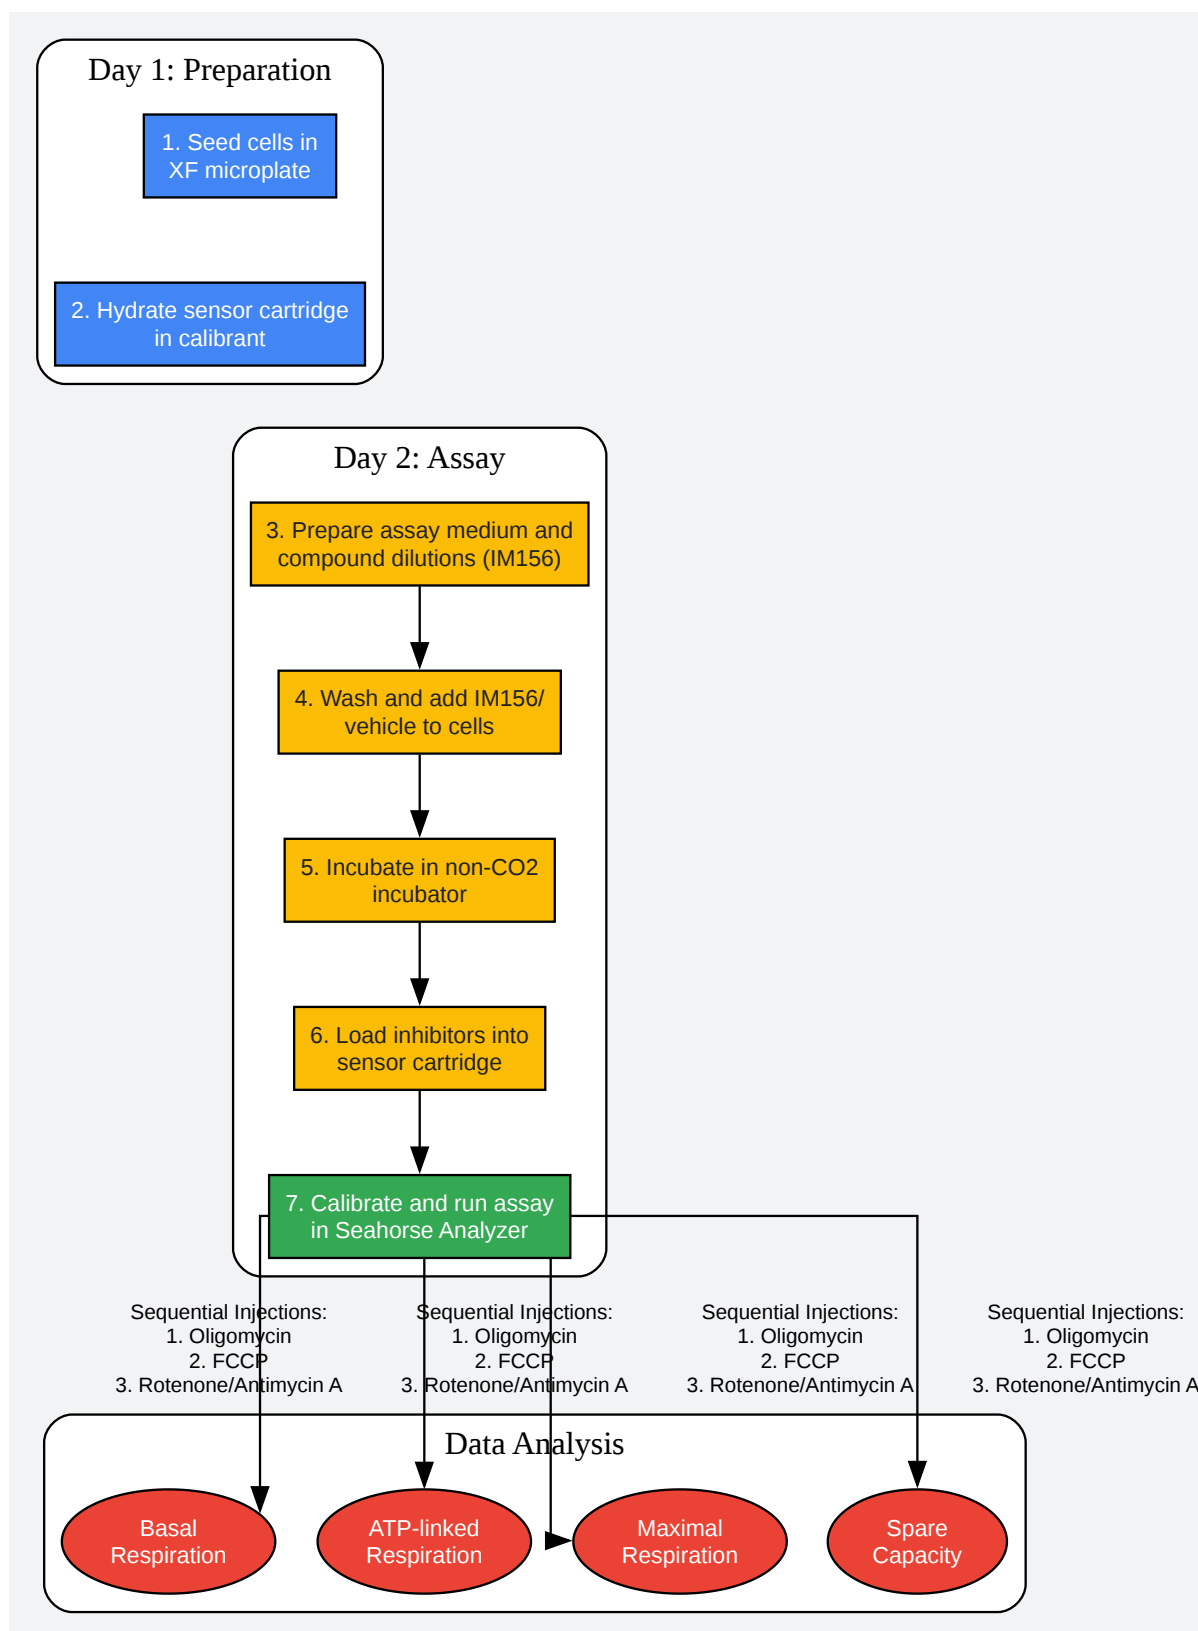 Day 1: Preparation
1. Seed cells in
XF microplate
2. Hydrate sensor cartridge
in calibrant
Day 2: Assay
3. Prepare assay medium and
compound dilutions (IM156)
4. Wash and add IM156/
vehicle to cells
5. Incubate in non-CO2
incubator
6. Load inhibitors into
sensor cartridge
7. Calibrate and run assay
in Seahorse Analyzer
Sequential Injections:
1. Oligomycin
2. FCCP
3. Rotenone/Antimycin A
Sequential Injections:
1. Oligomycin
2. FCCP
3. Rotenone/Antimycin A
Sequential Injections:
1. Oligomycin
2. FCCP
3. Rotenone/Antimycin A
Sequential Injections:
1. Oligomycin
2. FCCP
3. Rotenone/Antimycin A
Data Analysis
Basal
Respiration
ATP-linked
Respiration
Maximal
Respiration
Spare
Capacity